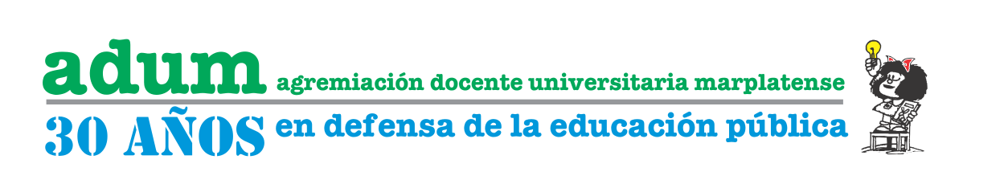 adum agremiación docente universitaria marplatense
30 AÑOS en defensa de la educación pública